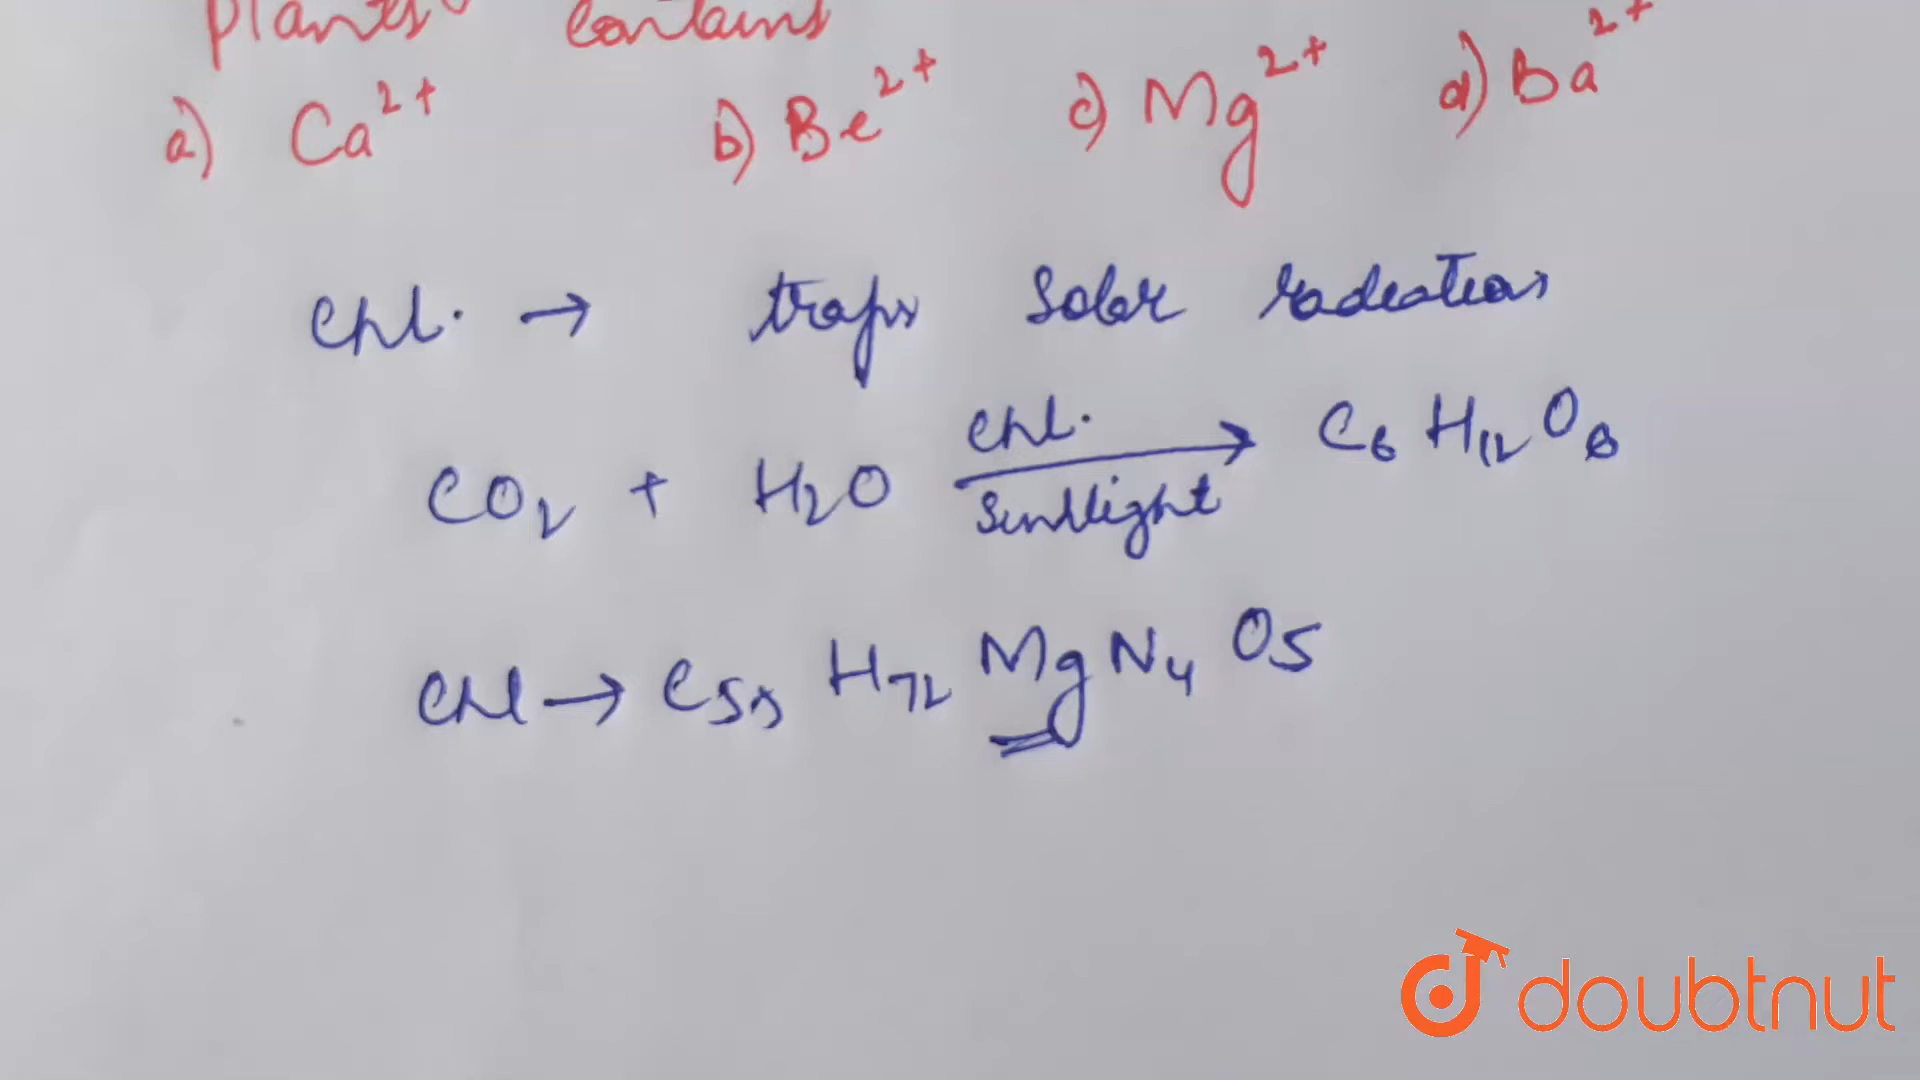 plants contains
a) Ca2+ b) Be2+ c) Mg2+ d) Ba2+
Chl. → traps Solar radiations
CO2 + H2O Chl. Sunlight → C6H12O6
Chl → C55 H72 Mg N4 O5
doubtnut